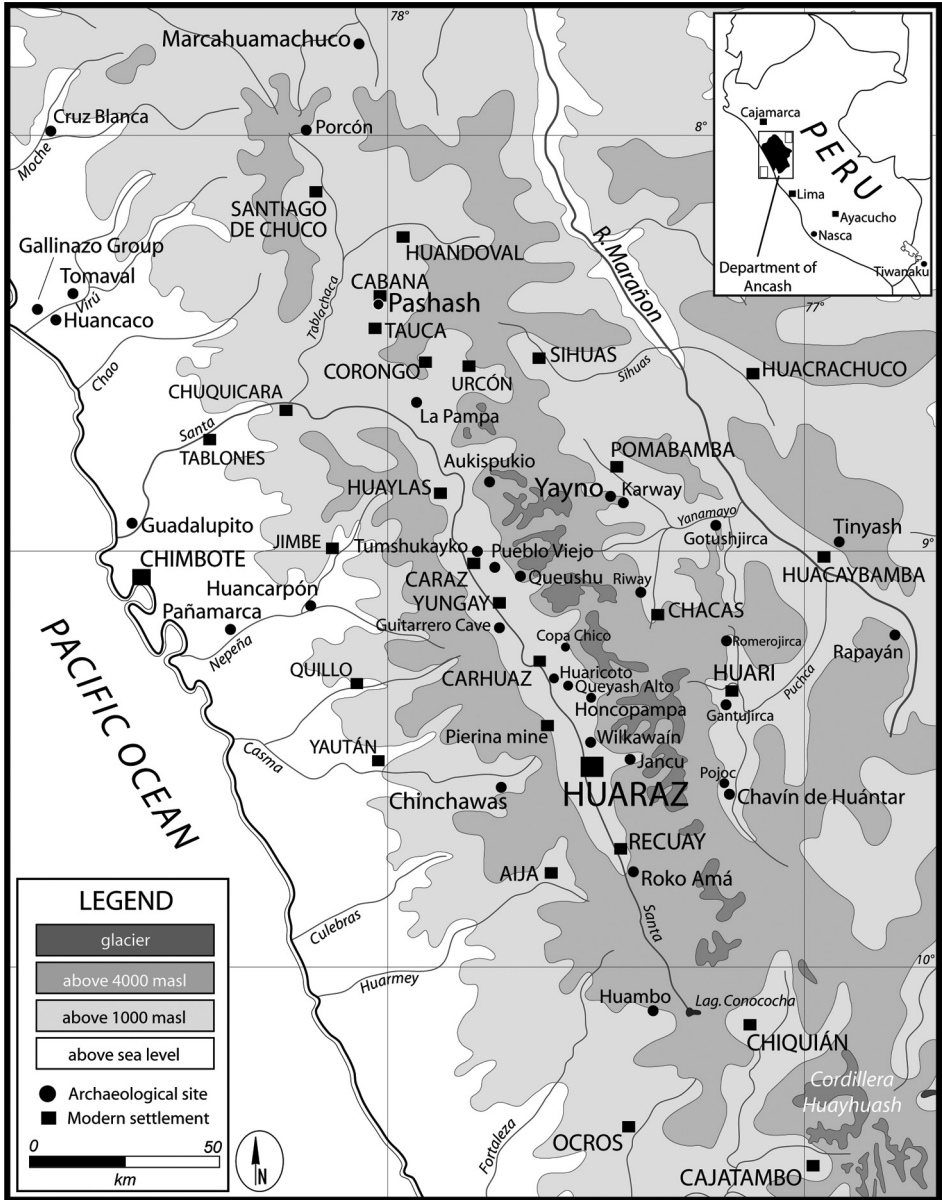 78°
Marcahuamachuco
Cruz Blanca
Porcón
8°
Moche
SANTIAGO
DE CHUCO
Gallinazo Group
Tomaval
Virú
Huancaco
Chao
HUANDOVAL
CABANA
Pashash
TAUCA
Tablachaca
R. Marañon
CORONGO
URCÓN
SIHUAS
Sihuas
HUACRACHUCO
CHUQUICARA
La Pampa
Santa
TABLONES
Aukispukio
POMABAMBA
HUAYLAS
Yayno
Karway
Yanamayo
Gotushjirca
Tinyash
Guadalupito
JIMBE
Tumshukayko
Pueblo Viejo
9°
CHIMBOTE
CARAZ
Queushu
Riway
HUACAYBAMBA
Huancarpón
YUNGAY
CHACAS
Pañamarca
Guitarrero Cave
Copa Chico
Romerojirca
Rapayán
Nepeña
QUILLO
CARHUAZ
Huaricoto
Queyash Alto
Honcopampa
HUARI
Puchca
Gantujirca
PACIFIC OCEAN
Casma
YAUTÁN
Pierina mine
Wilkawaín
Jancu
HUARAZ
Pojoc
Chavín de Huántar
Chinchawas
RECUAY
AIJA
Roko Amá
Culebras
Santa
Huarmey
10°
Huambo
Lag. Conococha
CHIQUIÁN
Cordillera
Huayhuash
Fortaleza
OCROS
CAJATAMBO
78°
77°
Cajamarca
PERU
Lima
Ayacucho
Nasca
Department of
Ancash
Tiwanaku
LEGEND
glacier
above 4000 masl
above 1000 masl
above sea level
Archaeological site
Modern settlement
0 50
km
N